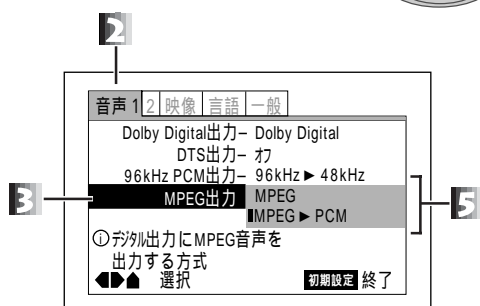 2
音声1 2 映像 言語 一般
Dolby Digital出力– Dolby Digital
DTS出力– オフ
96kHz PCM出力– 96kHz ► 48kHz
3 MPEG出力 MPEG 5
MPEG ► PCM
ⓘデジタル出力にMPEG音声を
出力する方式
選択 初期設定 終了